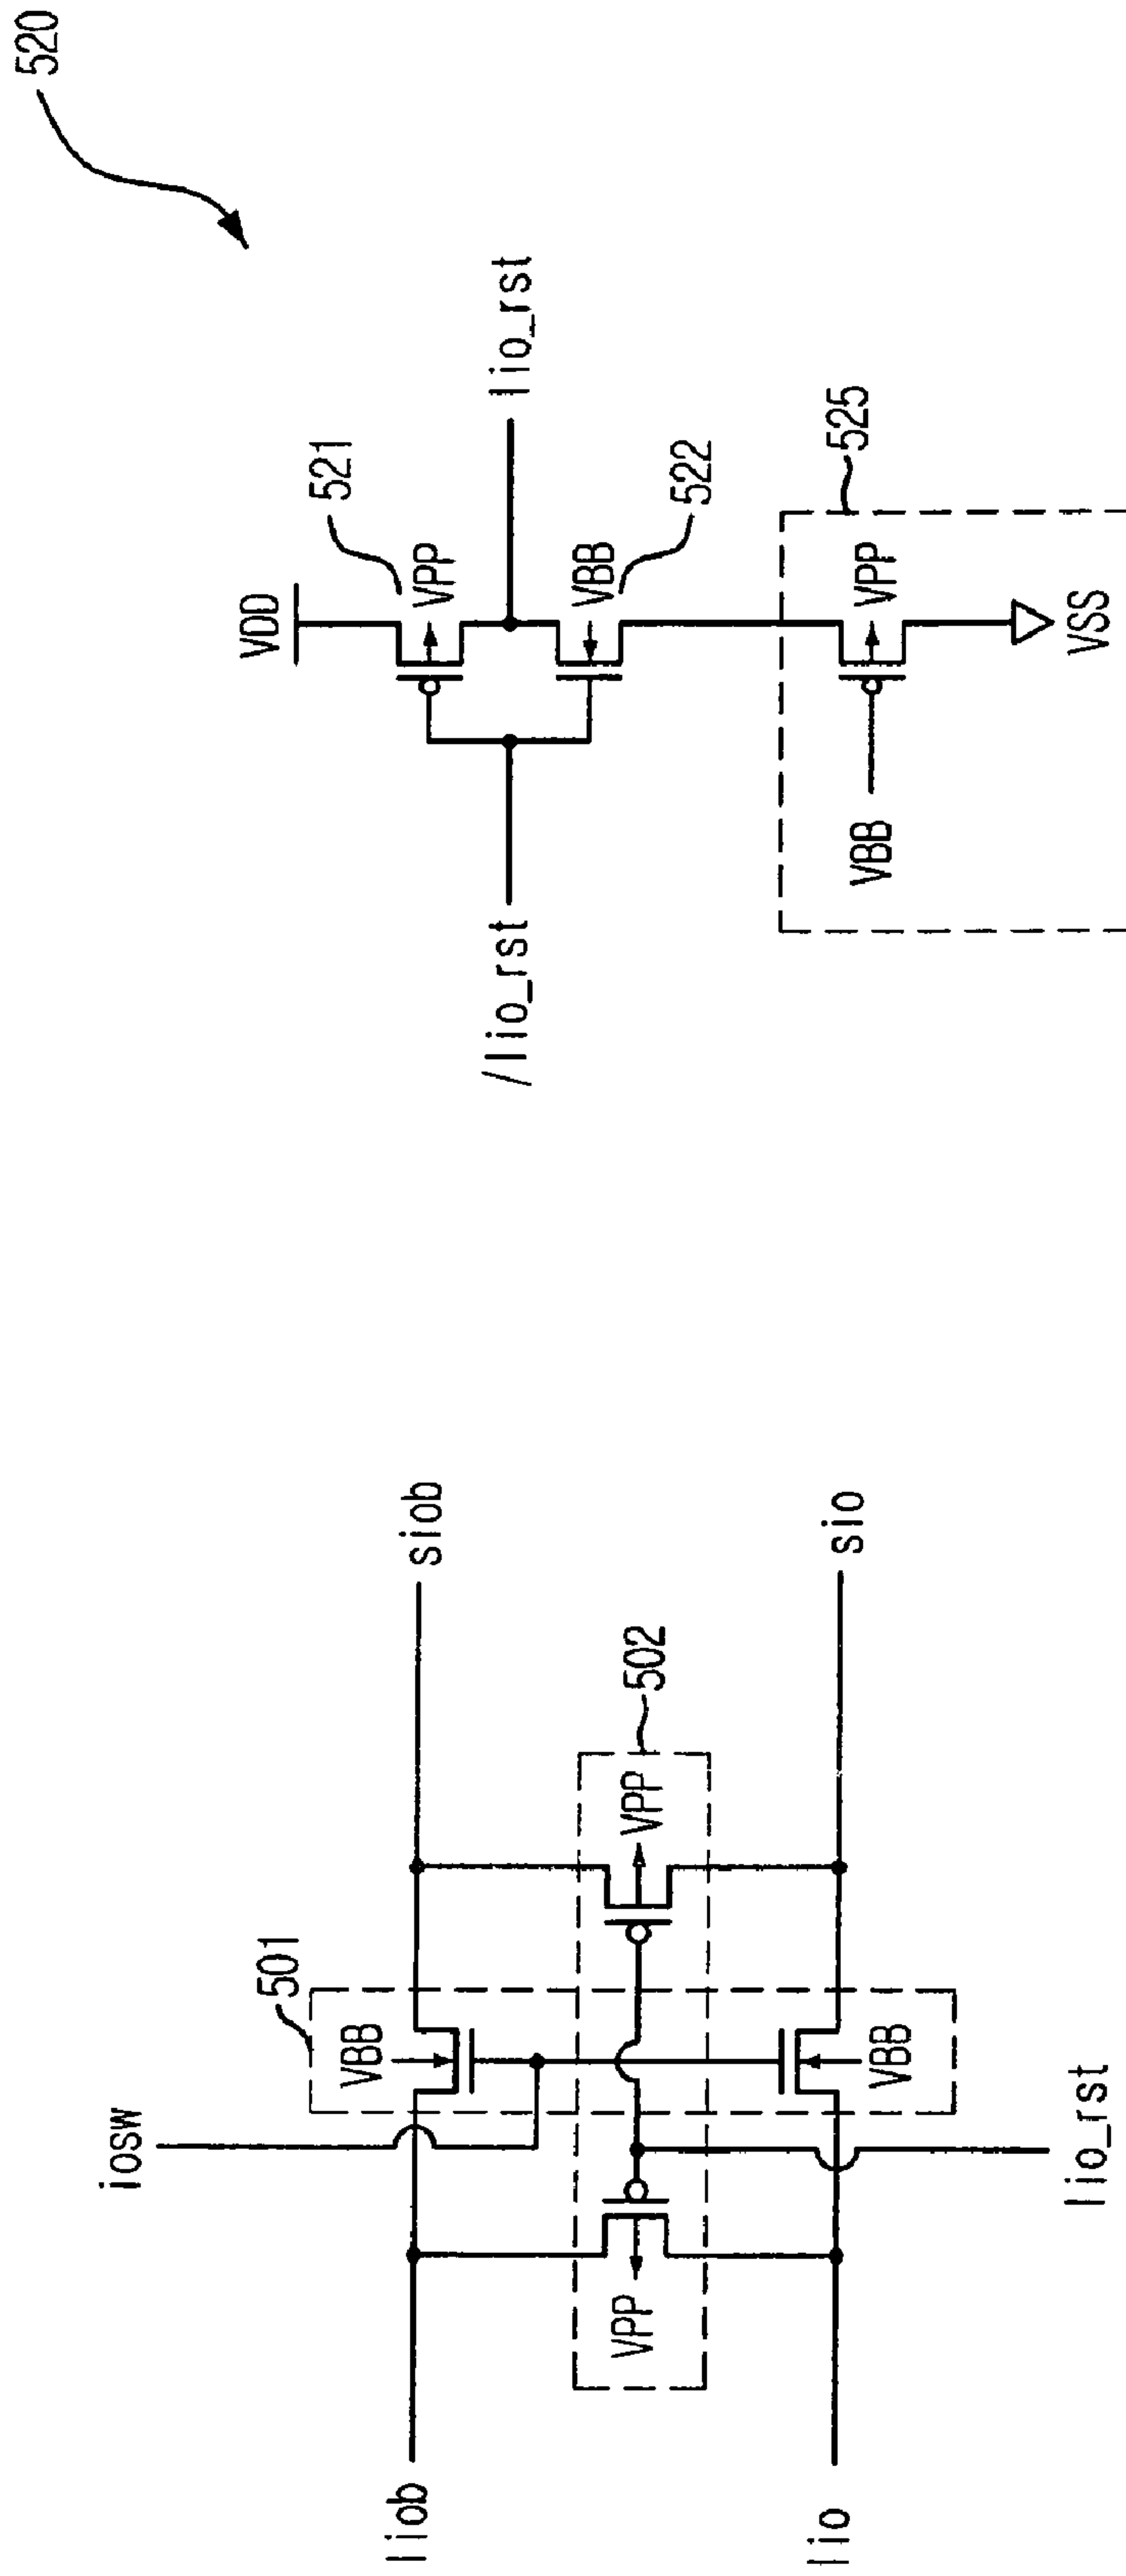 iosw
501
VBB
liob
siob
VPP
VPP
502
lio
VBB
sio
lio_rst
520
VDD
521
VPP
/lio_rst
lio_rst
VBB
522
525
VBB
VPP
VSS